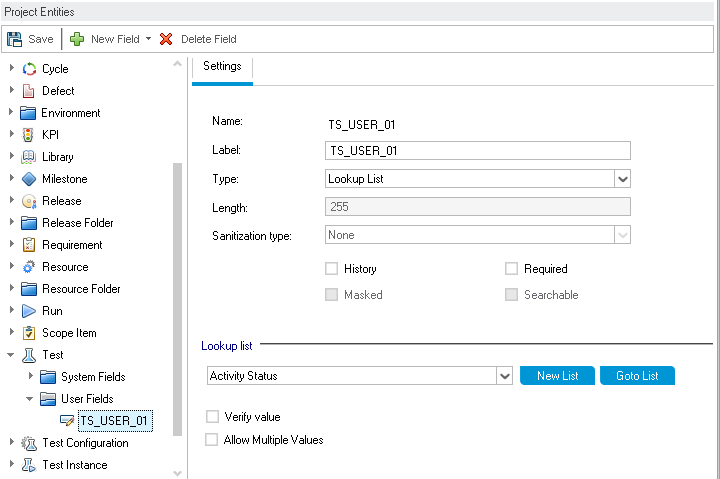 Project Entities
Save New Field Delete Field
Cycle
Defect
Environment
KPI
Library
Milestone
Release
Release Folder
Requirement
Resource
Resource Folder
Run
Scope Item
Test
System Fields
User Fields
TS_USER_01
Test Configuration
Test Instance
Settings
Name: TS_USER_01
Label: TS_USER_01
Type: Lookup List
Length: 255
Sanitization type: None
History Required
Masked Searchable
Lookup list
Activity Status New List Goto List
Verify value
Allow Multiple Values